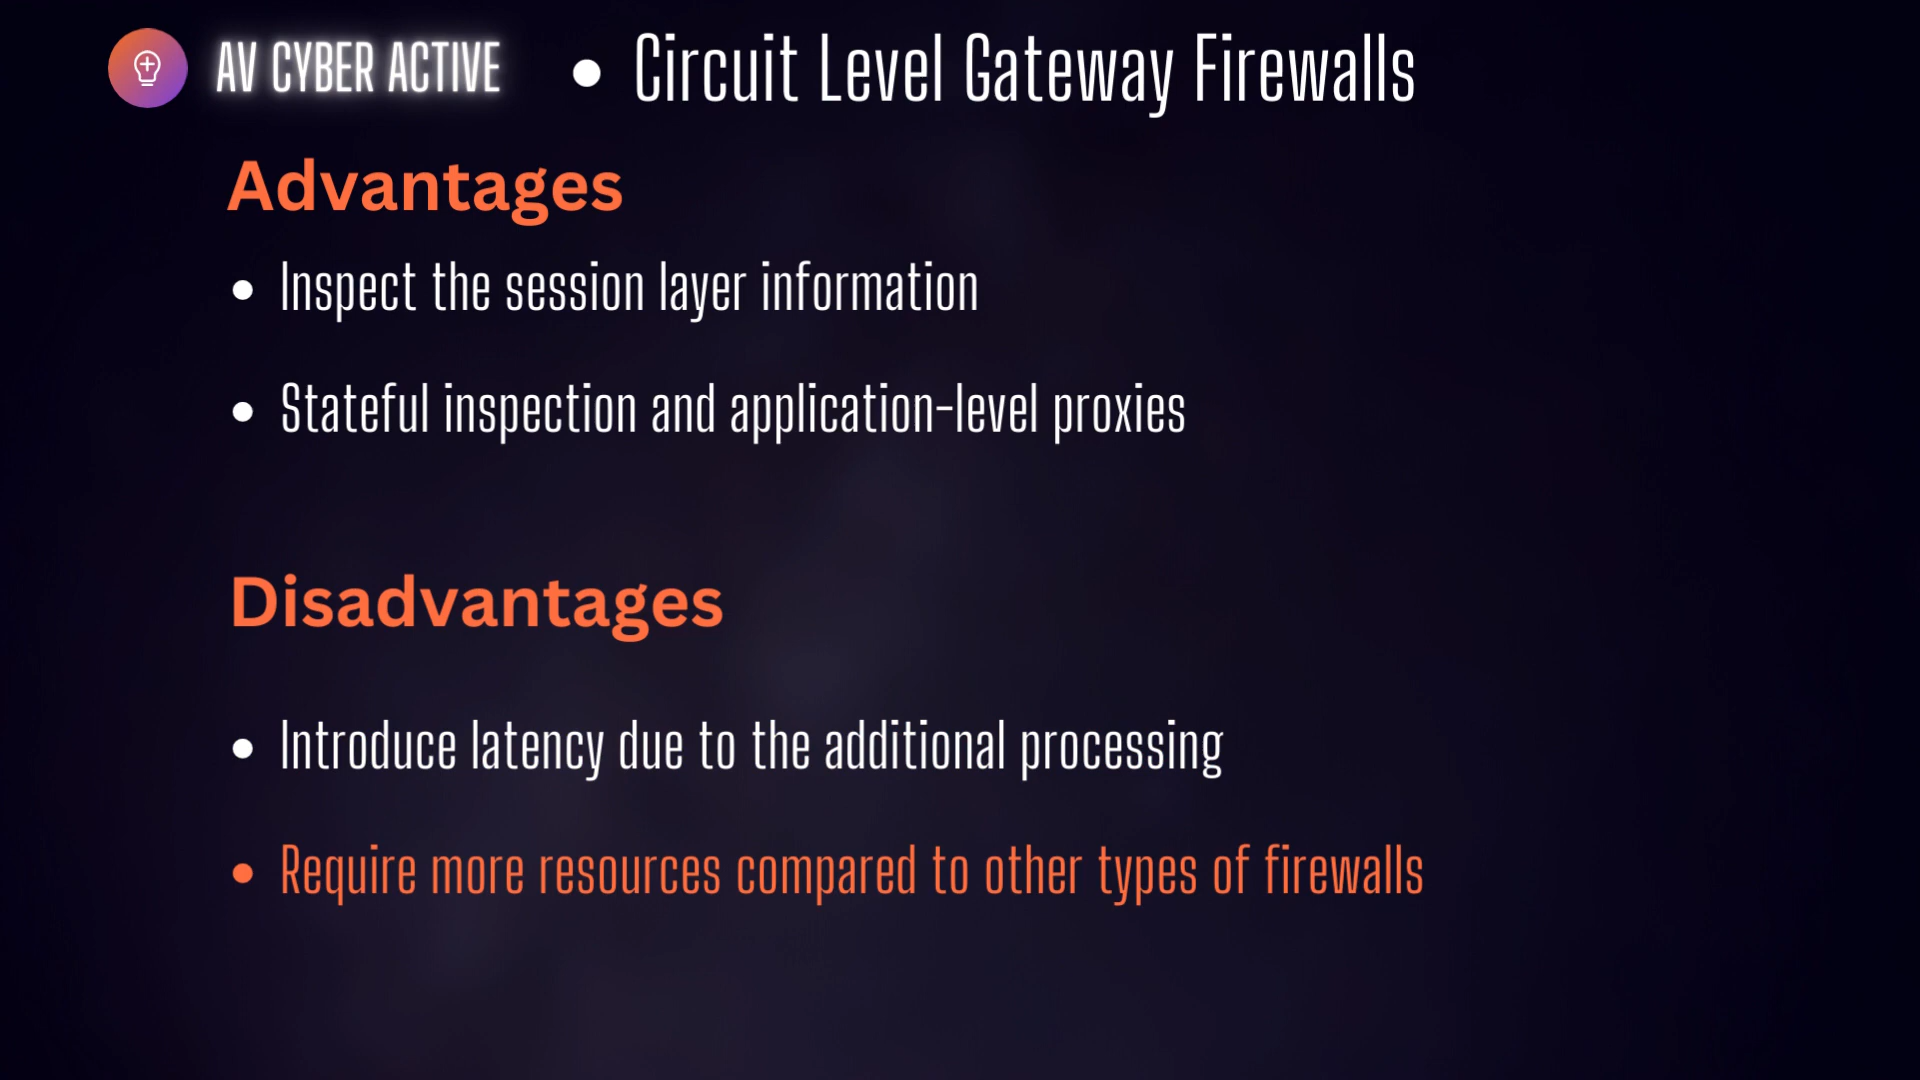 AV CYBER ACTIVE
• Circuit Level Gateway Firewalls
Advantages
• Inspect the session layer information
• Stateful inspection and application-level proxies
Disadvantages
• Introduce latency due to the additional processing
• Require more resources compared to other types of firewalls